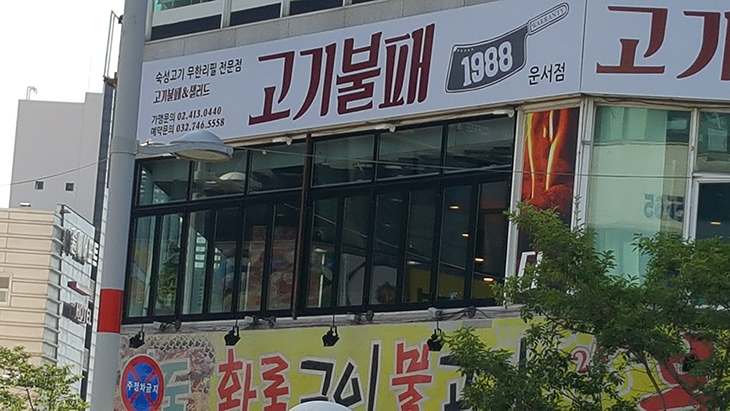 숙성고기 무한리필 전문점
고기불패&샐러드
가맹문의 02.413.0440
예약문의 032.746.5558
고기불패
WARRANTY
1988
운서점
고기
화로구이 불
주정차금지